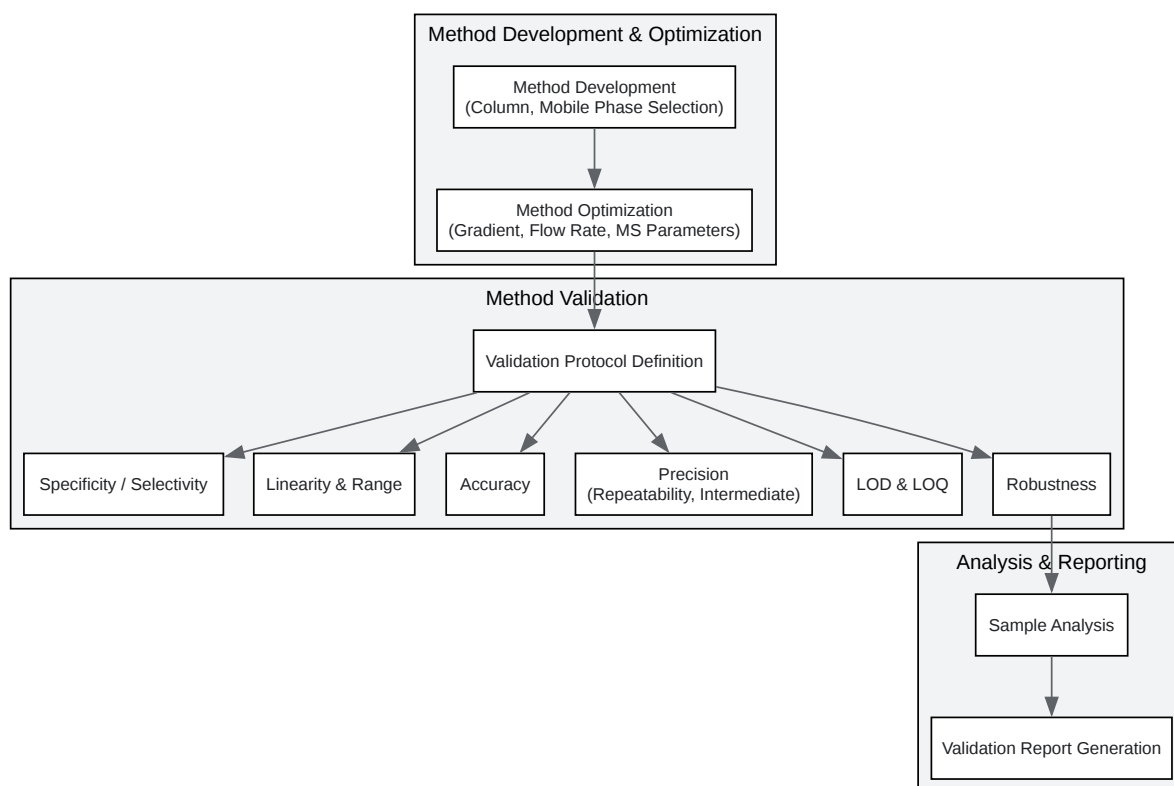 Method Development & Optimization
Method Development
(Column, Mobile Phase Selection)
Method Optimization
(Gradient, Flow Rate, MS Parameters)
Method Validation
Validation Protocol Definition
Specificity / Selectivity
Linearity & Range
Accuracy
Precision
(Repeatability, Intermediate)
LOD & LOQ
Robustness
Analysis & Reporting
Sample Analysis
Validation Report Generation